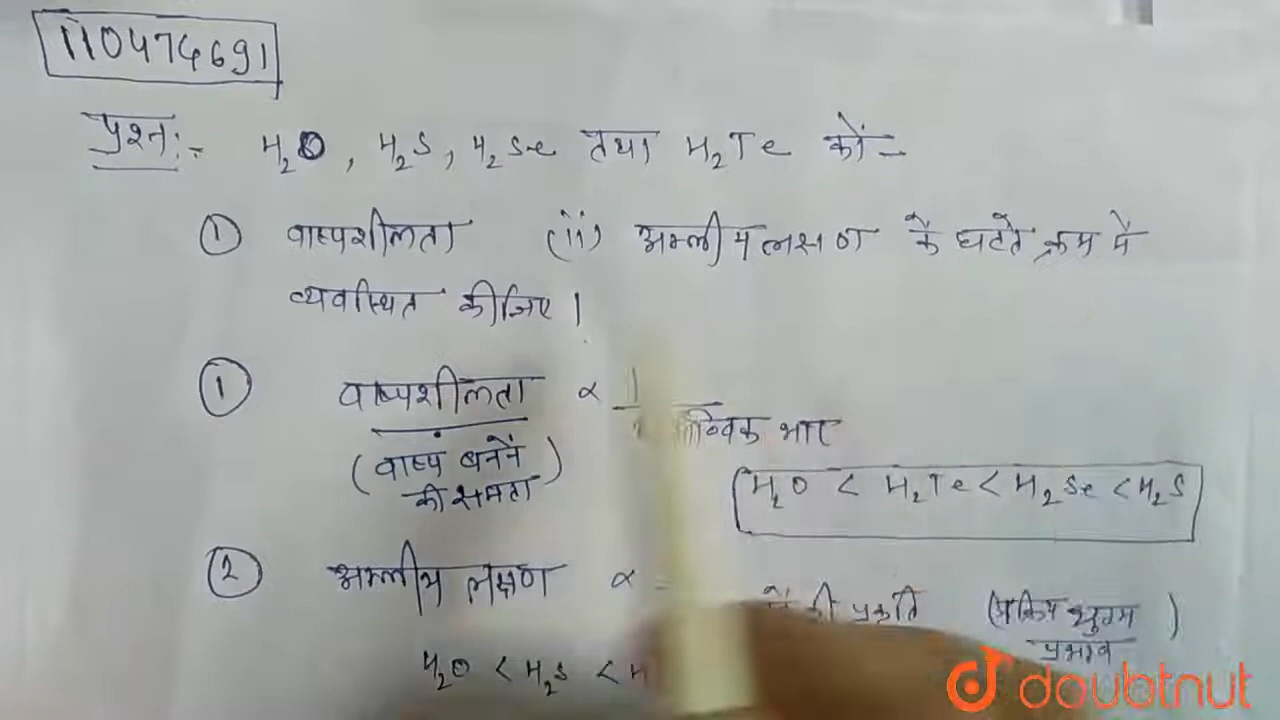 110474691
प्रश्न:- H₂O, H₂S, H₂Se तथा H₂Te को -
① वाष्पशीलता (ii) अम्लीय लक्षण के घटते क्रम में
व्यवस्थित कीजिए।
① वाष्पशीलता ∝ 1
भार
(वाष्प बननें
की क्षमता)
H₂O < H₂Te < H₂Se < H₂S
② अम्लीय लक्षण ∝
की प्रकृति
युग्म
प्रभाव
H₂O < H₂S < H
doubtnut